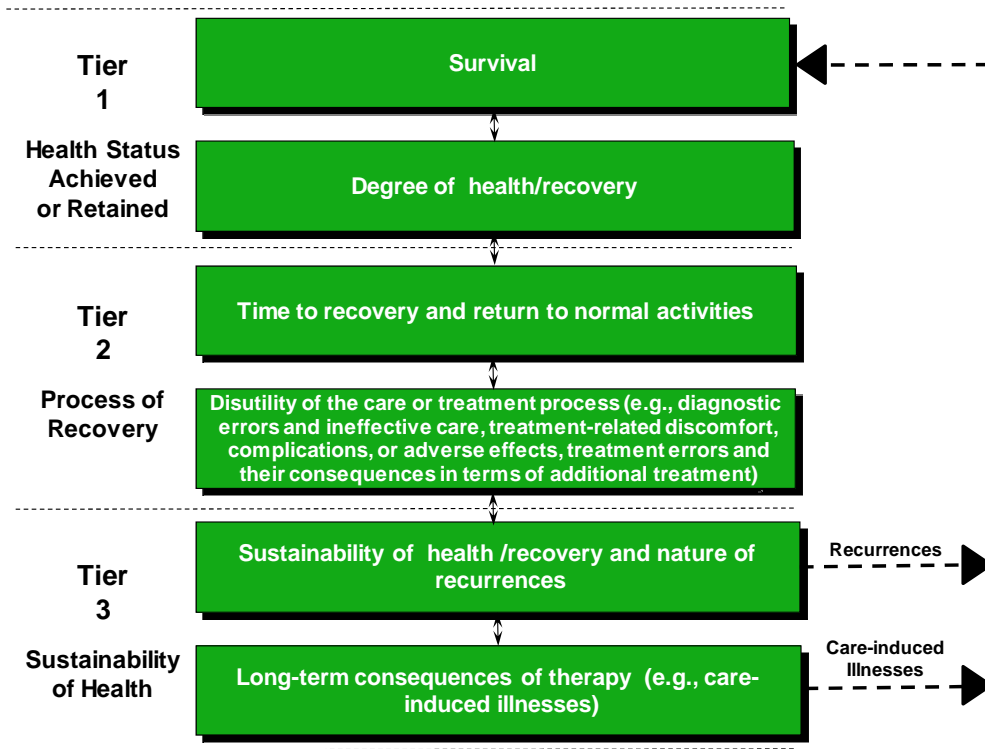 Tier
1
Health Status
Achieved
or Retained
Survival
Degree of health/recovery
Tier
2
Process of
Recovery
Time to recovery and return to normal activities
Disutility of the care or treatment process (e.g., diagnostic
errors and ineffective care, treatment-related discomfort,
complications, or adverse effects, treatment errors and
their consequences in terms of additional treatment)
Tier
3
Sustainability
of Health
Sustainability of health /recovery and nature of
recurrences
Recurrences
Long-term consequences of therapy (e.g., care-
induced illnesses)
Care-induced
Illnesses